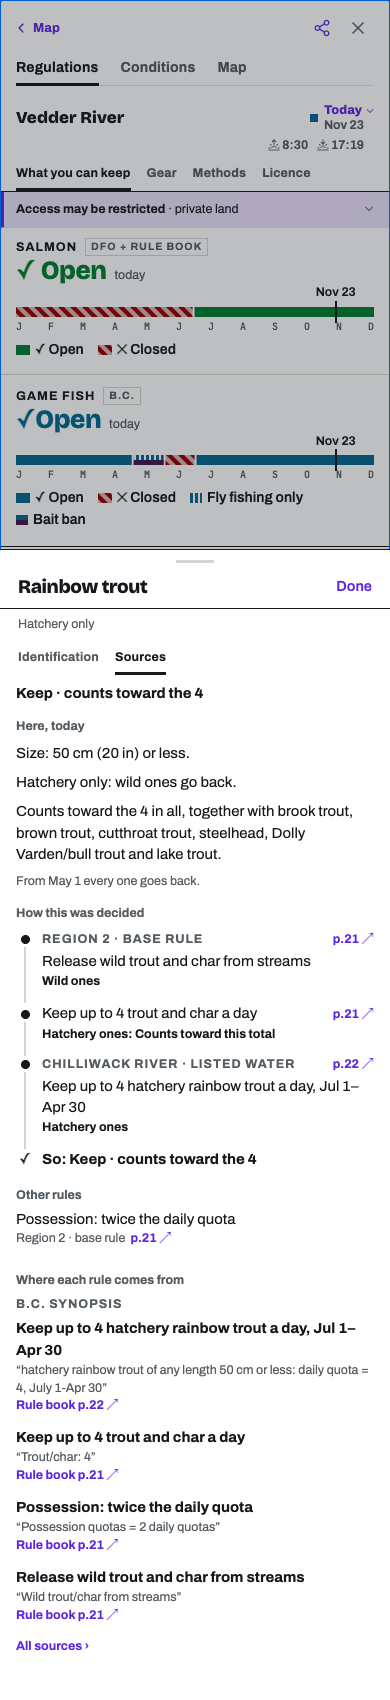 Map
Regulations Conditions Map
Vedder River
Today
Nov 23
8:30 17:19
What you can keep Gear Methods Licence
Access may be restricted · private land
SALMON DFO + RULE BOOK
✓ Open today
Nov 23
J F M A M J J A S O N D
✓ Open ✕ Closed
GAME FISH B.C.
✓ Open today
Nov 23
J F M A M J J A S O N D
✓ Open ✕ Closed Fly fishing only
Bait ban
Rainbow trout Done
Hatchery only
Identification Sources
Keep · counts toward the 4
Here, today
Size: 50 cm (20 in) or less.
Hatchery only: wild ones go back.
Counts toward the 4 in all, together with brook trout,
brown trout, cutthroat trout, steelhead, Dolly
Varden/bull trout and lake trout.
From May 1 every one goes back.
How this was decided
REGION 2 · BASE RULE p.21 ↗
Release wild trout and char from streams
Wild ones
Keep up to 4 trout and char a day p.21 ↗
Hatchery ones: Counts toward this total
CHILLIWACK RIVER · LISTED WATER p.22 ↗
Keep up to 4 hatchery rainbow trout a day, Jul 1–
Apr 30
Hatchery ones
✓ So: Keep · counts toward the 4
Other rules
Possession: twice the daily quota
Region 2 · base rule p.21 ↗
Where each rule comes from
B.C. SYNOPSIS
Keep up to 4 hatchery rainbow trout a day, Jul 1–
Apr 30
“hatchery rainbow trout of any length 50 cm or less: daily quota =
4, July 1-Apr 30”
Rule book p.22 ↗
Keep up to 4 trout and char a day
“Trout/char: 4”
Rule book p.21 ↗
Possession: twice the daily quota
“Possession quotas = 2 daily quotas”
Rule book p.21 ↗
Release wild trout and char from streams
“Wild trout/char from streams”
Rule book p.21 ↗
All sources ›